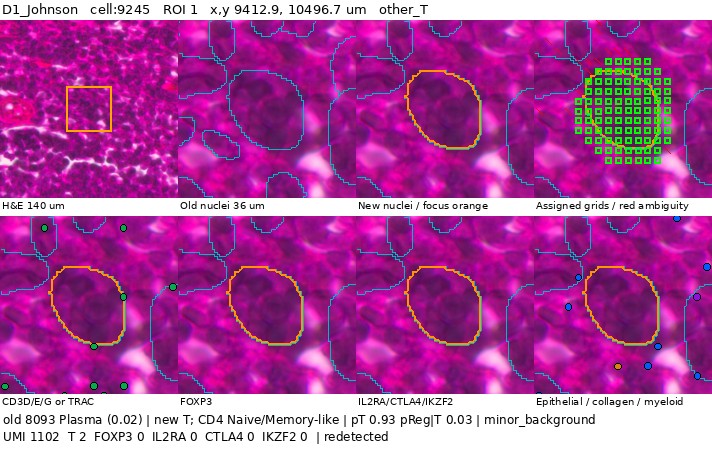 D1_Johnson   cell:9245   ROI 1   x,y 9412.9, 10496.7 um   other_T
H&E 140 um
Old nuclei 36 um
New nuclei / focus orange
Assigned grids / red ambiguity
CD3D/E/G or TRAC
FOXP3
IL2RA/CTLA4/IKZF2
Epithelial / collagen / myeloid
old 8093 Plasma (0.02) | new T; CD4 Naive/Memory-like | pT 0.93 pReg|T 0.03 | minor_background
UMI 1102  T 2  FOXP3 0  IL2RA 0  CTLA4 0  IKZF2 0  | redetected